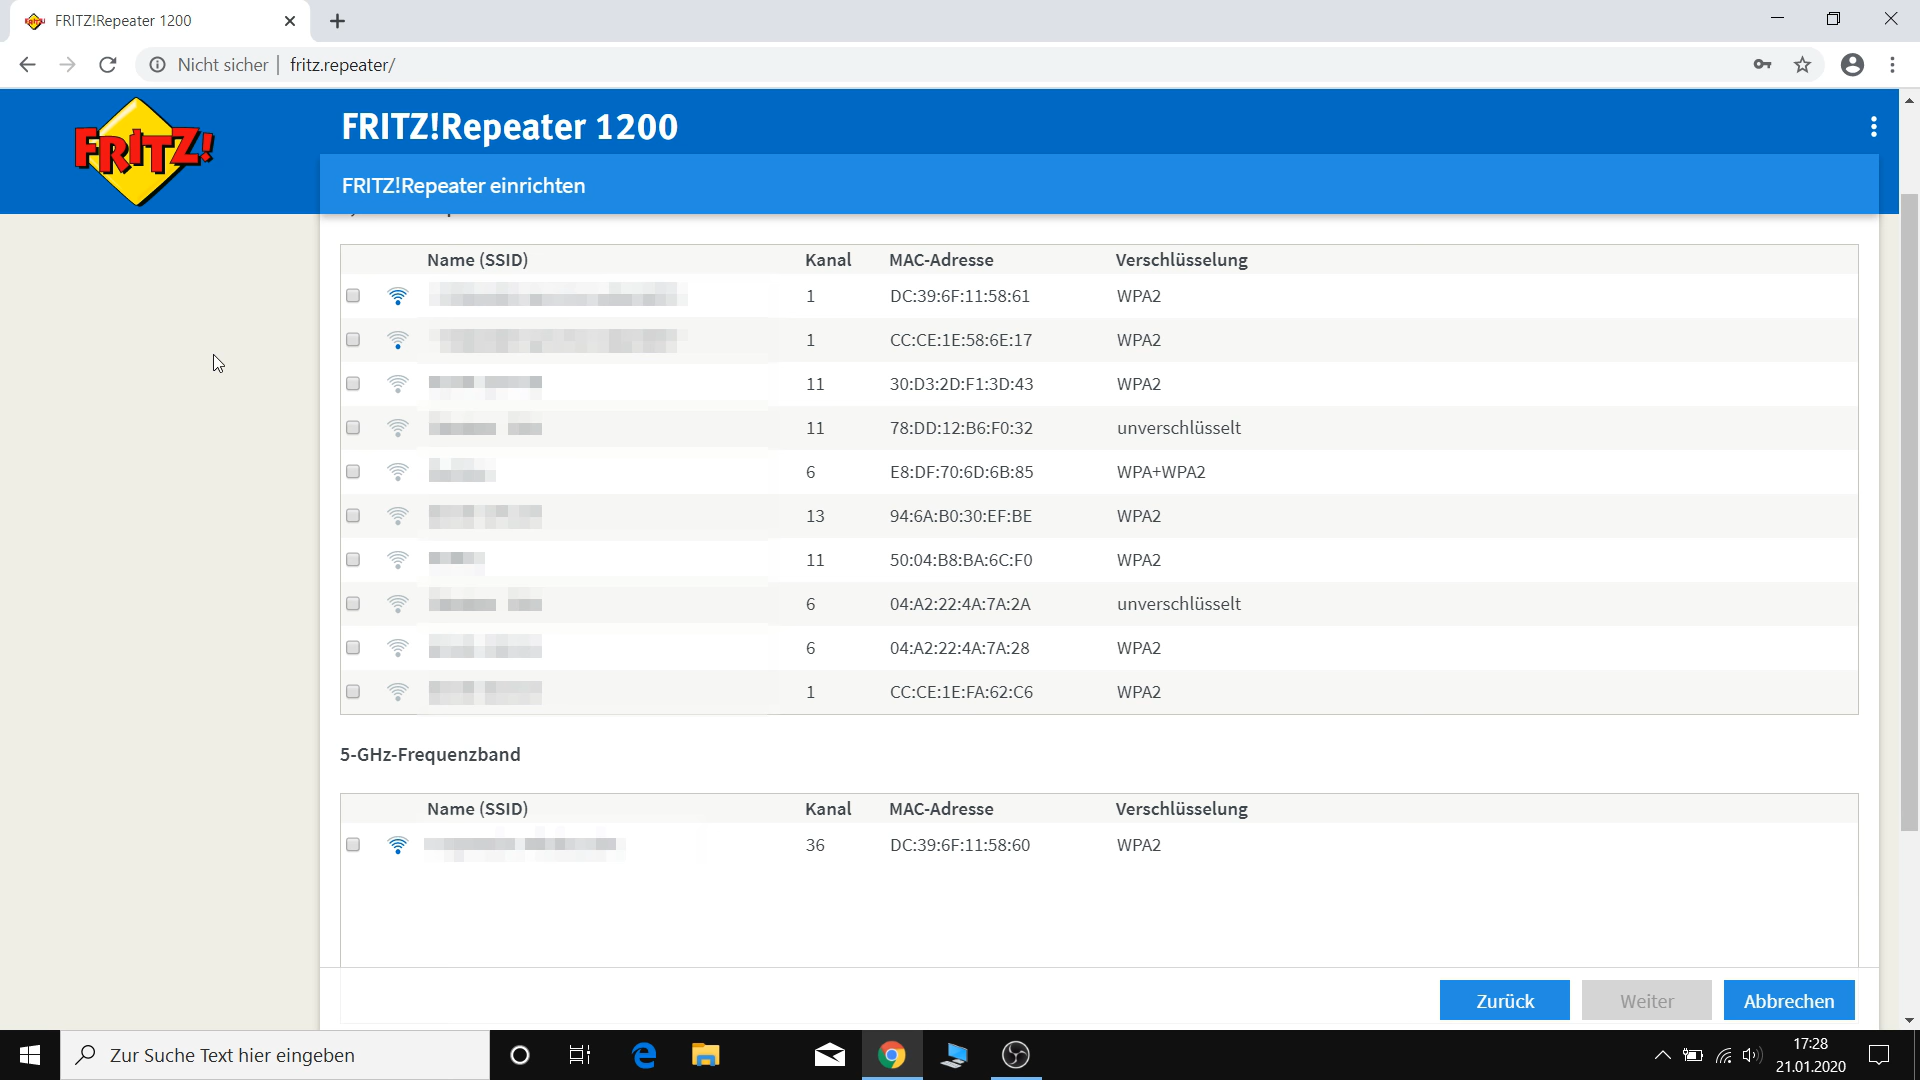 FRITZ!Repeater 1200
Nicht sicher | fritz.repeater/
FRITZ!
FRITZ!Repeater 1200
FRITZ!Repeater einrichten
Name (SSID) Kanal MAC-Adresse Verschlüsselung
1 DC:39:6F:11:58:61 WPA2
1 CC:CE:1E:58:6E:17 WPA2
11 30:D3:2D:F1:3D:43 WPA2
11 78:DD:12:B6:F0:32 unverschlüsselt
6 E8:DF:70:6D:6B:85 WPA+WPA2
13 94:6A:B0:30:EF:BE WPA2
11 50:04:B8:BA:6C:F0 WPA2
6 04:A2:22:4A:7A:2A unverschlüsselt
6 04:A2:22:4A:7A:28 WPA2
1 CC:CE:1E:FA:62:C6 WPA2
5-GHz-Frequenzband
Name (SSID) Kanal MAC-Adresse Verschlüsselung
36 DC:39:6F:11:58:60 WPA2
Zurück Weiter Abbrechen
Zur Suche Text hier eingeben
17:28
21.01.2020